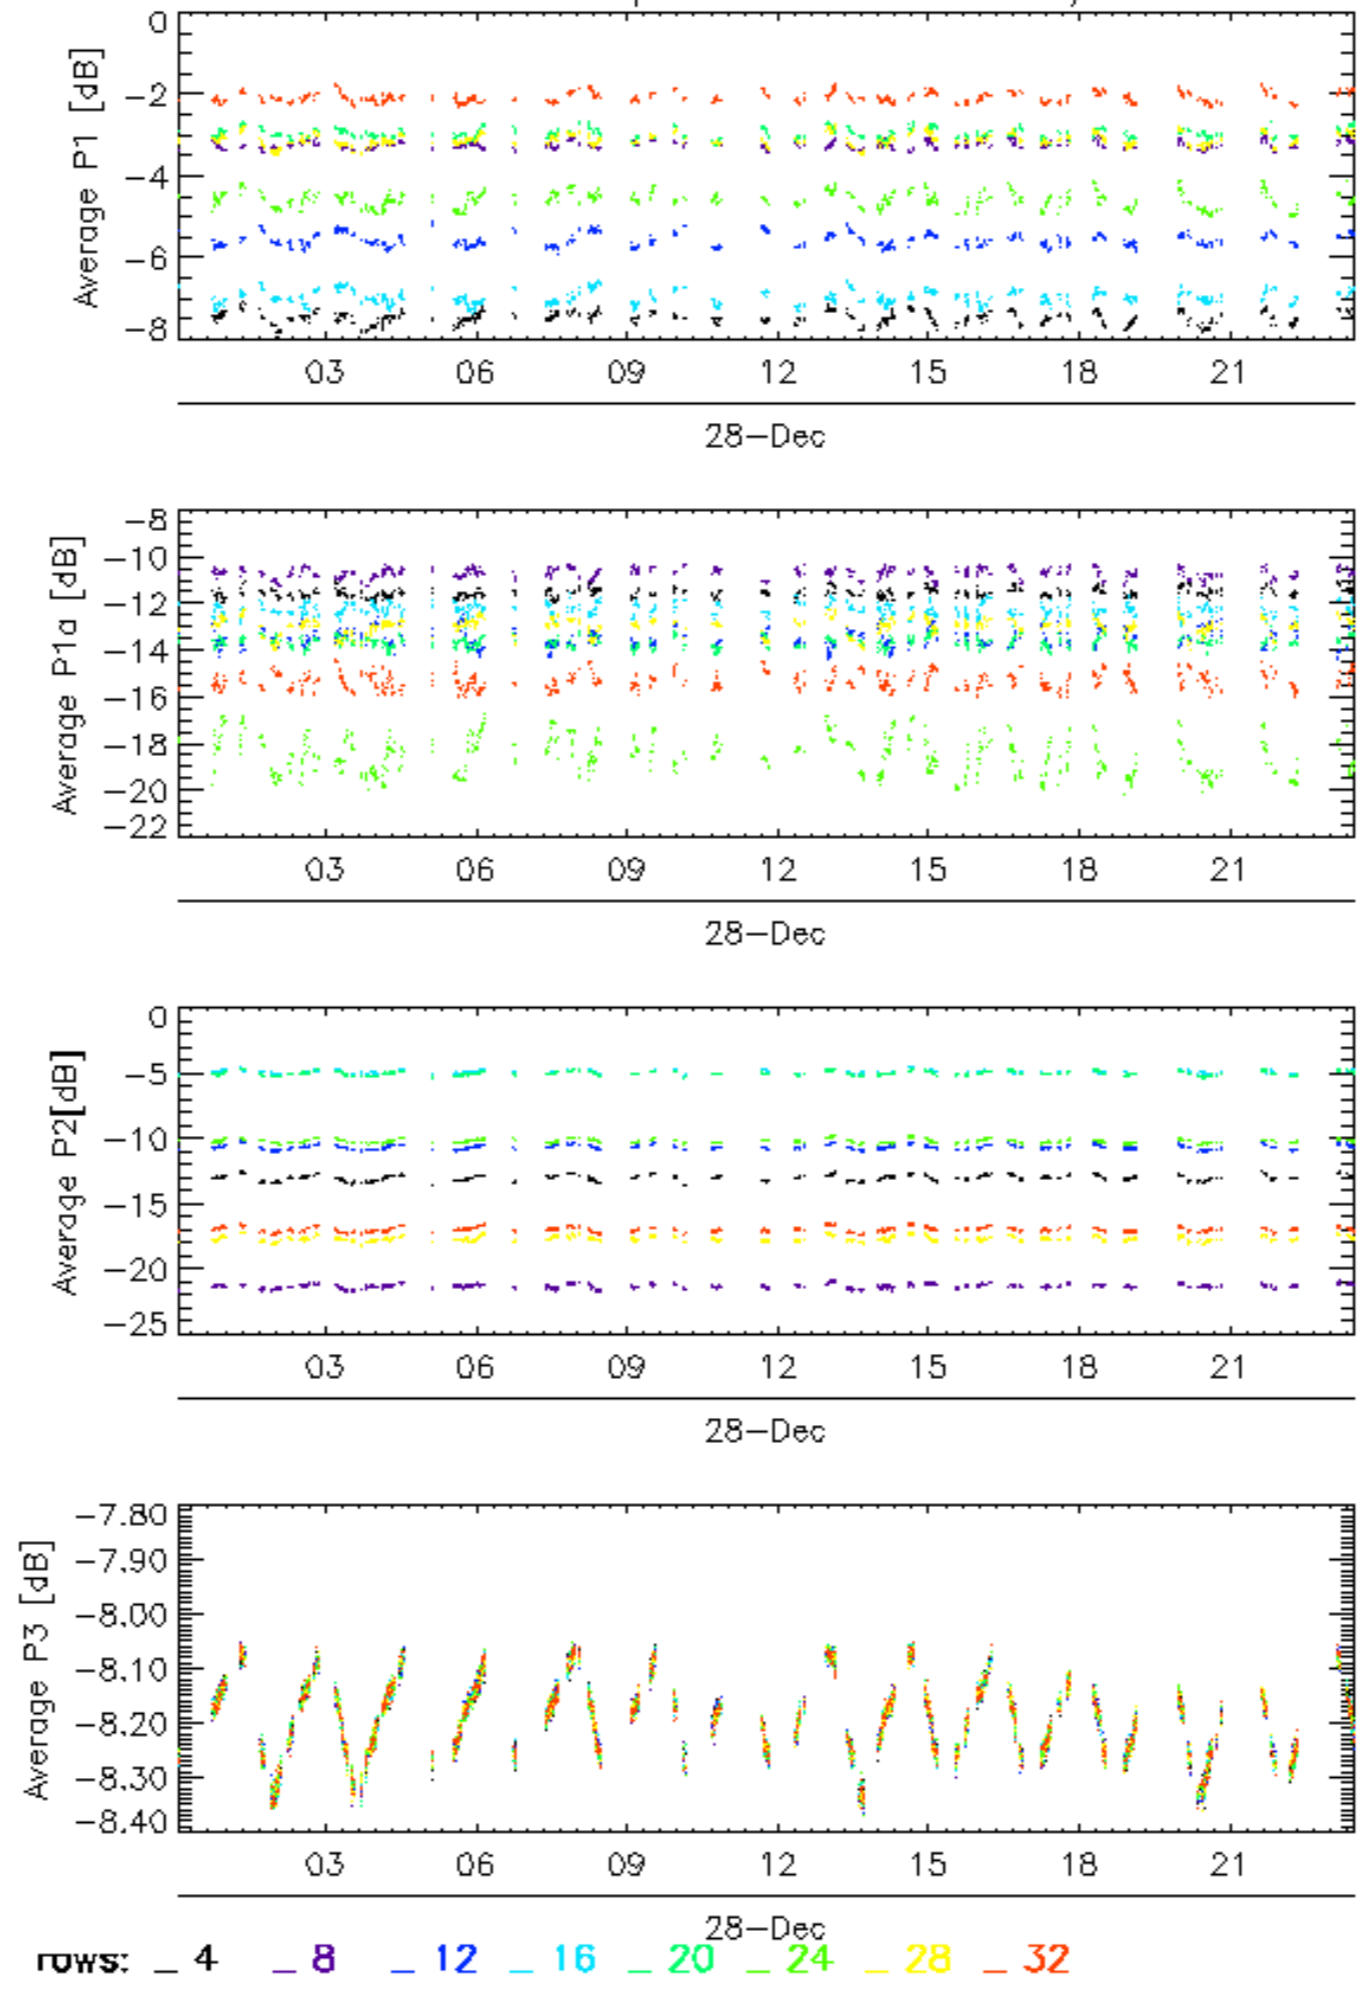 Average P1 [dB]
0
−2
−4
−6
−8
03 06 09 12 15 18 21
28−Dec
Average P1a [dB]
−8
−10
−12
−14
−16
−18
−20
−22
03 06 09 12 15 18 21
28−Dec
Average P2[dB]
0
−5
−10
−15
−20
−25
03 06 09 12 15 18 21
28−Dec
Average P3 [dB]
−7.80
−7.90
−8.00
−8.10
−8.20
−8.30
−8.40
03 06 09 12 15 18 21
28−Dec
rows: _ 4 _ 8 _ 12 _ 16 _ 20 _ 24 _ 28 _ 32